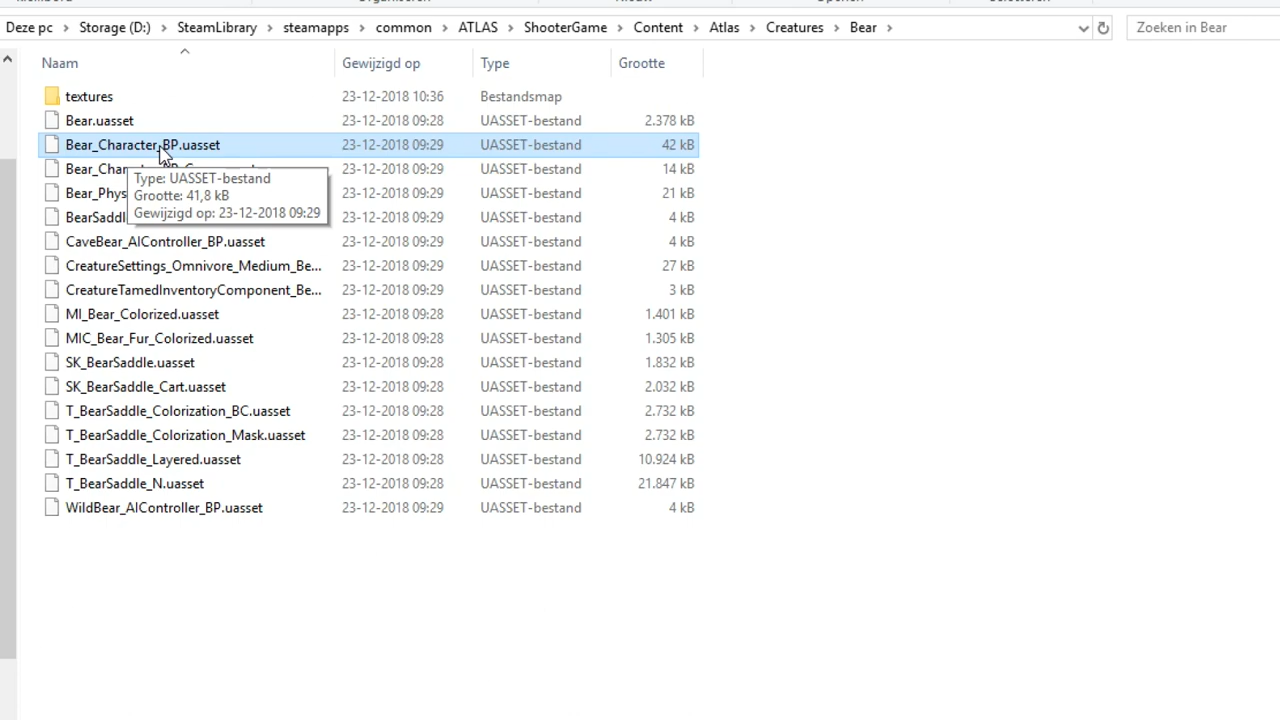 Deze pc > Storage (D:) > SteamLibrary > steamapps > common > ATLAS > ShooterGame > Content > Atlas > Creatures > Bear >
Zoeken in Bear
Naam Gewijzigd op Type Grootte
textures 23-12-2018 10:36 Bestandsmap
Bear.uasset 23-12-2018 09:28 UASSET-bestand 2.378 kB
Bear_Character_BP.uasset 23-12-2018 09:29 UASSET-bestand 42 kB
Bear_Cha 23-12-2018 09:29 UASSET-bestand 14 kB
Type: UASSET-bestand
Bear_Phys 23-12-2018 09:29 UASSET-bestand 21 kB
Grootte: 41,8 kB
Gewijzigd op: 23-12-2018 09:29
BearSaddl 23-12-2018 09:29 UASSET-bestand 4 kB
CaveBear_AIController_BP.uasset 23-12-2018 09:29 UASSET-bestand 4 kB
CreatureSettings_Omnivore_Medium_Be... 23-12-2018 09:29 UASSET-bestand 27 kB
CreatureTamedInventoryComponent_Be... 23-12-2018 09:29 UASSET-bestand 3 kB
MI_Bear_Colorized.uasset 23-12-2018 09:28 UASSET-bestand 1.401 kB
MIC_Bear_Fur_Colorized.uasset 23-12-2018 09:28 UASSET-bestand 1.305 kB
SK_BearSaddle.uasset 23-12-2018 09:28 UASSET-bestand 1.832 kB
SK_BearSaddle_Cart.uasset 23-12-2018 09:28 UASSET-bestand 2.032 kB
T_BearSaddle_Colorization_BC.uasset 23-12-2018 09:28 UASSET-bestand 2.732 kB
T_BearSaddle_Colorization_Mask.uasset 23-12-2018 09:28 UASSET-bestand 2.732 kB
T_BearSaddle_Layered.uasset 23-12-2018 09:28 UASSET-bestand 10.924 kB
T_BearSaddle_N.uasset 23-12-2018 09:28 UASSET-bestand 21.847 kB
WildBear_AIController_BP.uasset 23-12-2018 09:29 UASSET-bestand 4 kB